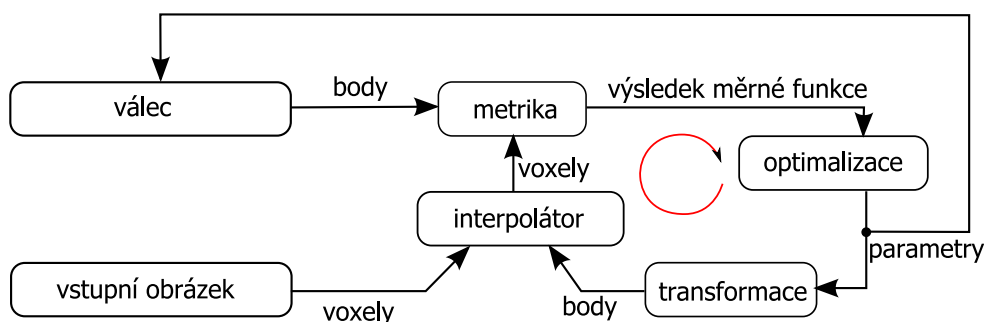 body
výsledek měrné funkce
válec
metrika
optimalizace
voxely
interpolátor
parametry
vstupní obrázek
transformace
voxely
body